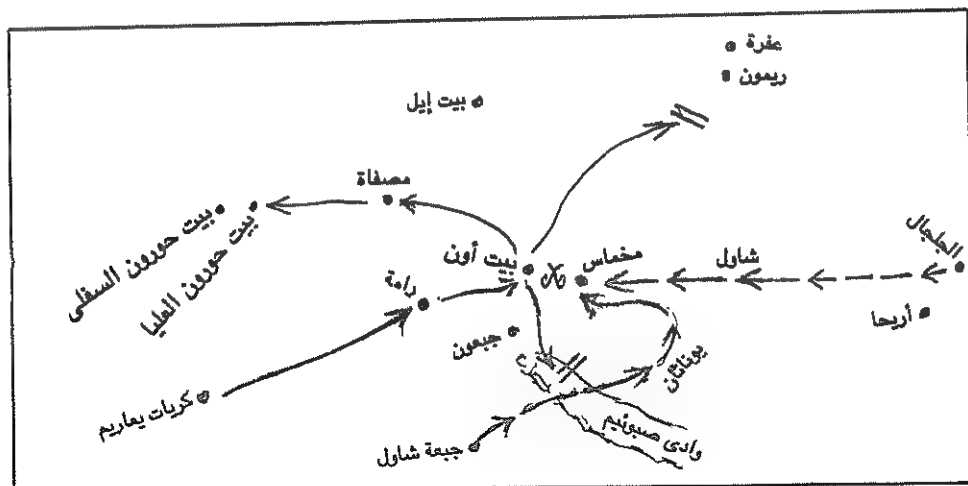 عفرة
ريمون
بيت إيل
مصفاة
بيت حورون السفلى
بيت حورون العليا
بيت أون
مخماس
شاول
الجلجال
أريحا
رامة
جبعون
يوناثان
كريات يعاريم
جبعة شاول
وادى صبوئيم